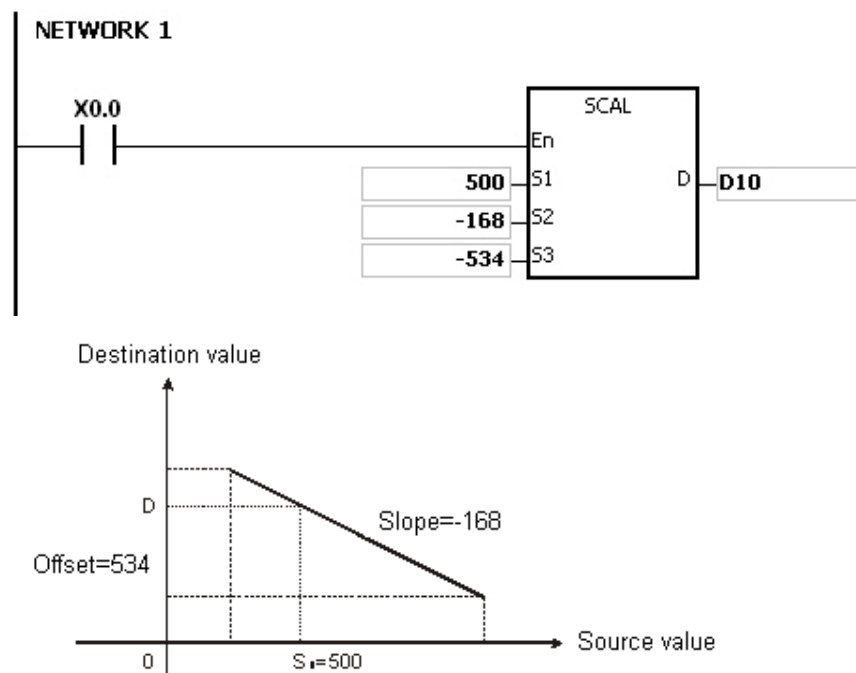 NETWORK 1
X0.0
SCAL
En
500 S1 D D10
-168 S2
-534 S3
Destination value
D
Slope=-168
Offset=534
Source value
0 S₁=500